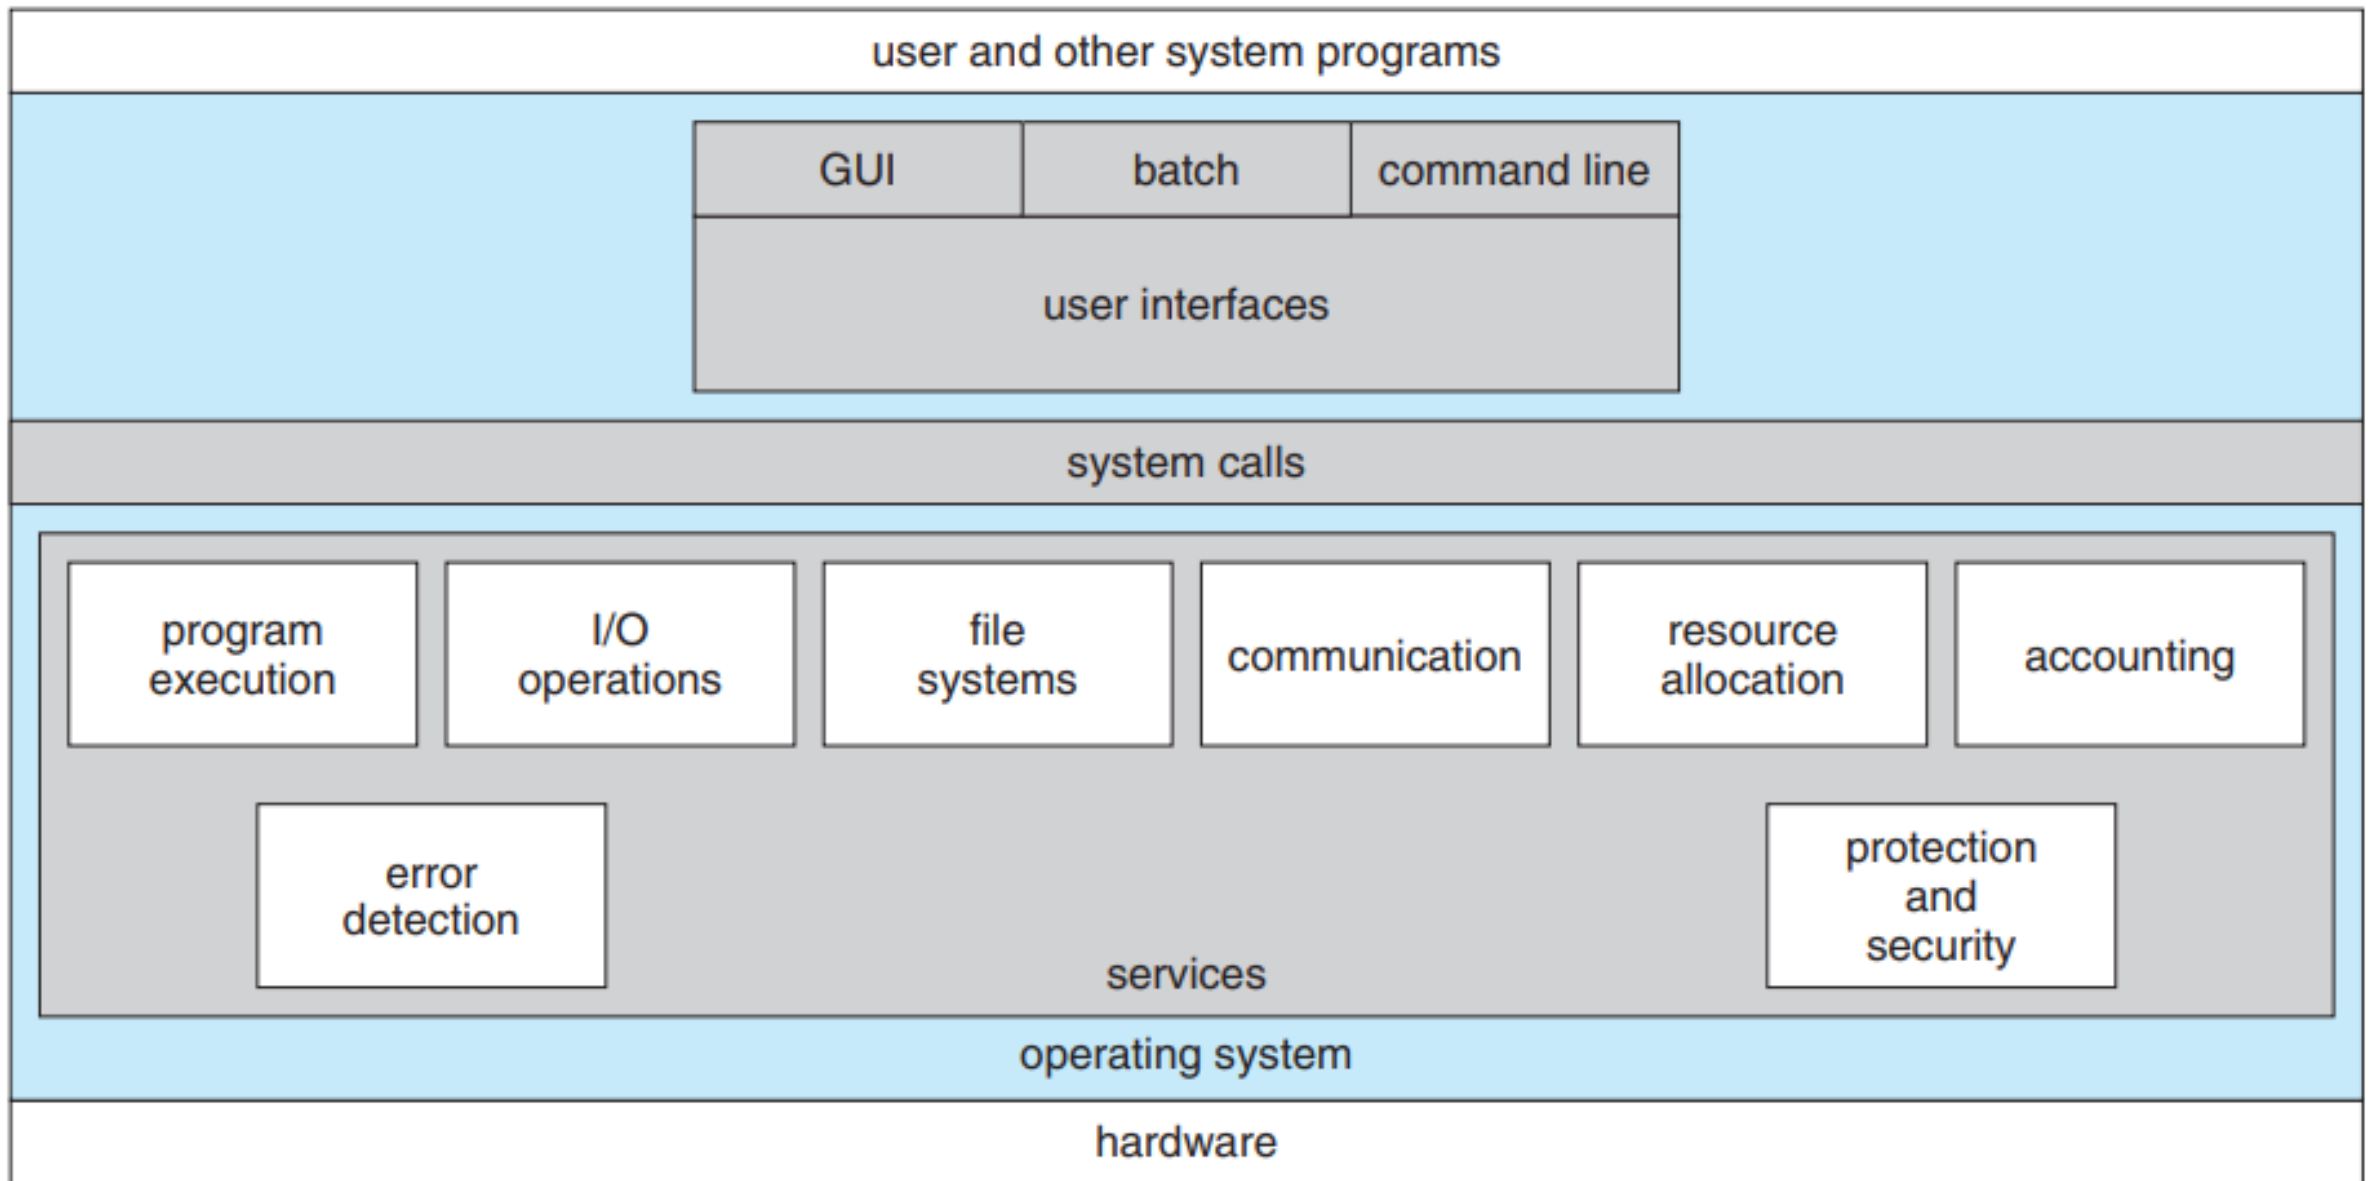 user and other system programs
GUI
batch
command line
user interfaces
system calls
program
execution
I/O
operations
file
systems
communication
resource
allocation
accounting
error
detection
protection
and
security
services
operating system
hardware